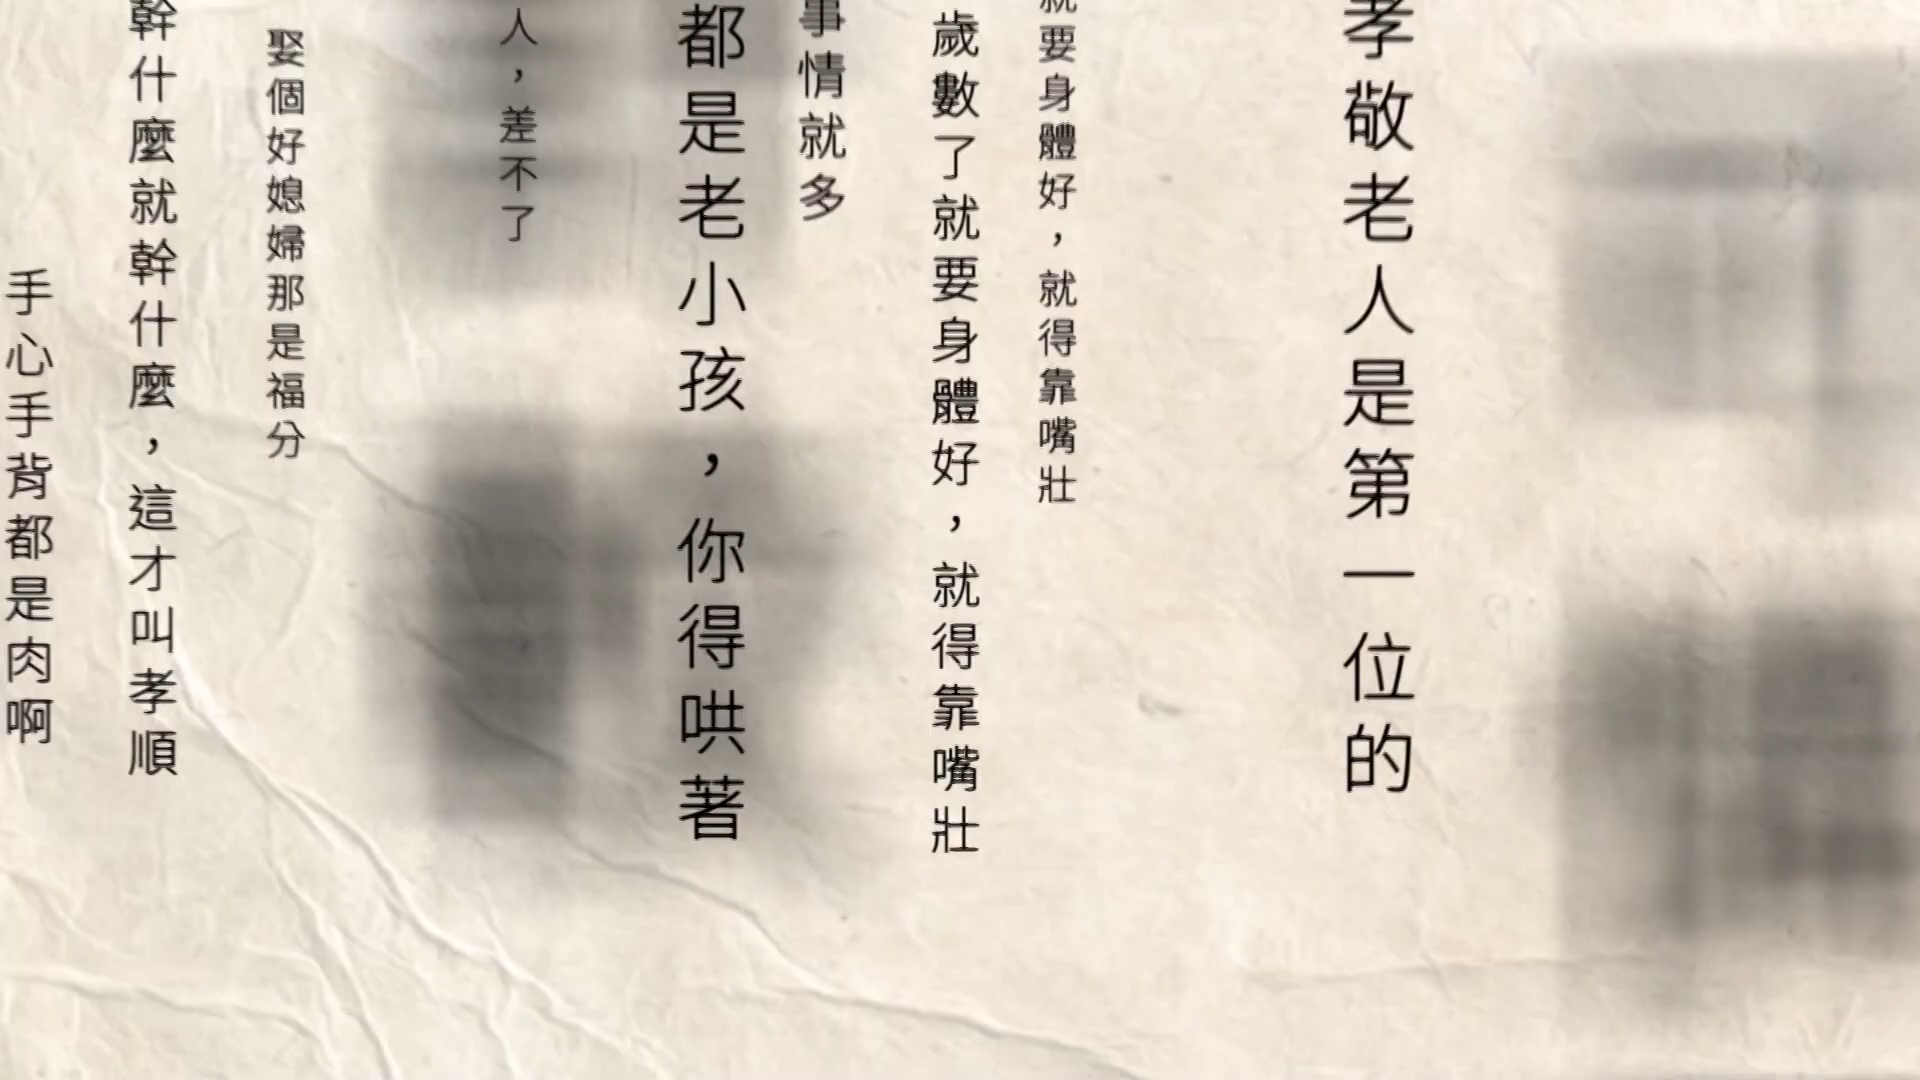 孝敬老人是第一位的
就要身體好，就得靠嘴壯
歲數了就要身體好，就得靠嘴壯
事情就多
都是老小孩，你得哄著
人，差不了
娶個好媳婦那是福分
幹什麼就幹什麼，這才叫孝順
手心手背都是肉啊